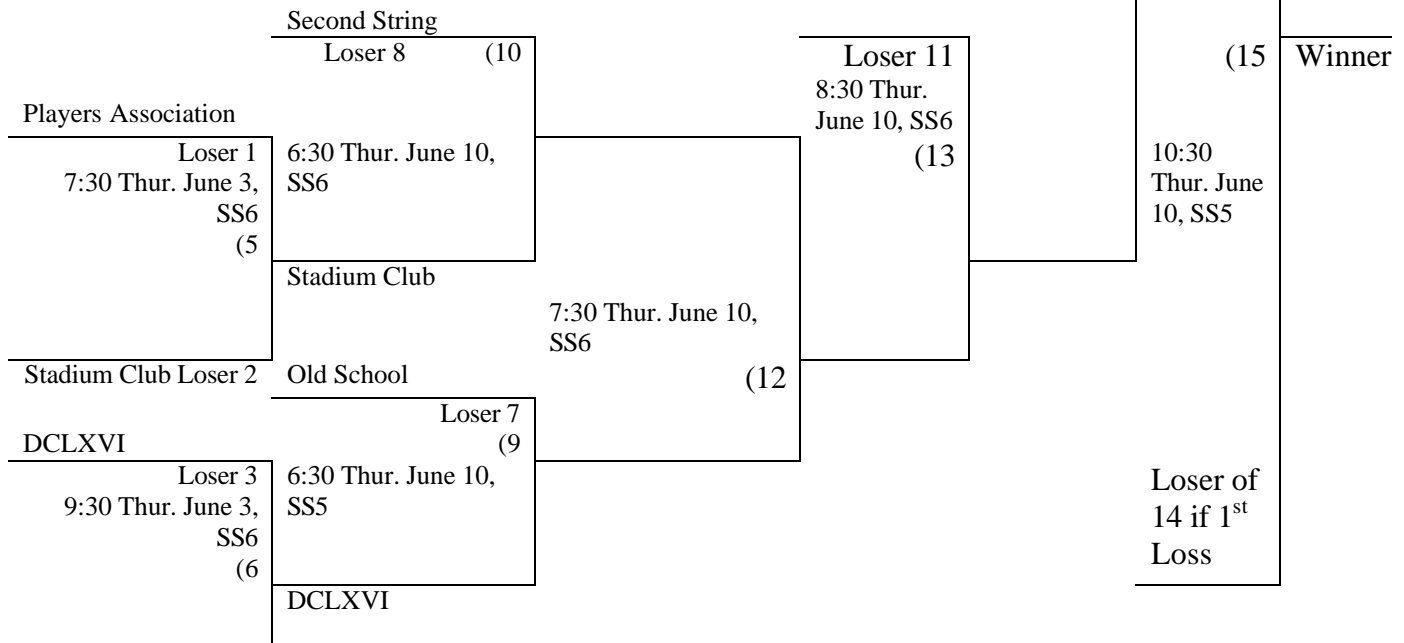 Second String
Loser 8 (10
Players Association
Loser 1
7:30 Thur. June 3,
SS6
(5
6:30 Thur. June 10,
SS6
Stadium Club
Stadium Club Loser 2
Old School
Loser 7
(9
DCLXVI
Loser 3
9:30 Thur. June 3,
SS6
(6
6:30 Thur. June 10,
SS5
DCLXVI
7:30 Thur. June 10,
SS6
(12
Loser 11
8:30 Thur.
June 10, SS6
(13
(15
10:30
Thur. June
10, SS5
Loser of
14 if 1st
Loss
Winner